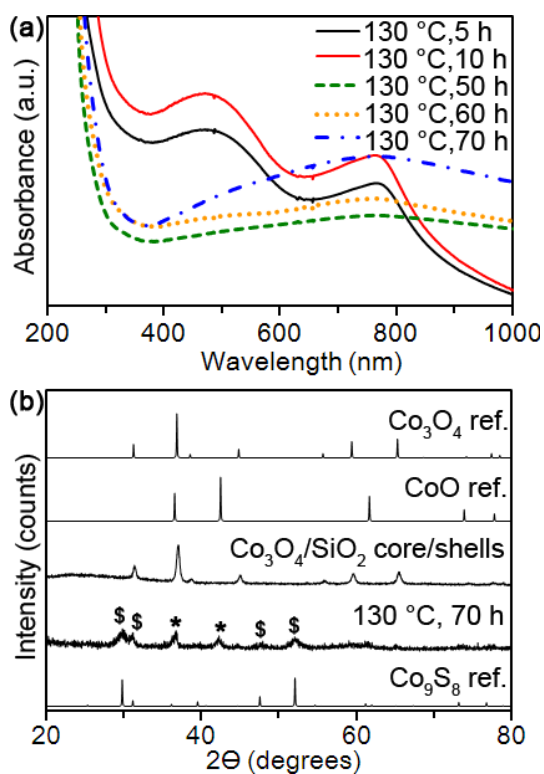 (a)
130 °C,5 h
130 °C,10 h
130 °C,50 h
130 °C,60 h
130 °C,70 h
Absorbance (a.u.)
200 400 600 800 1000
Wavelength (nm)
(b)
Co₃O₄ ref.
CoO ref.
Co₃O₄/SiO₂ core/shells
130 °C, 70 h
$ $ * * $ $
Co₉S₈ ref.
Intensity (counts)
20 40 60 80
2Θ (degrees)